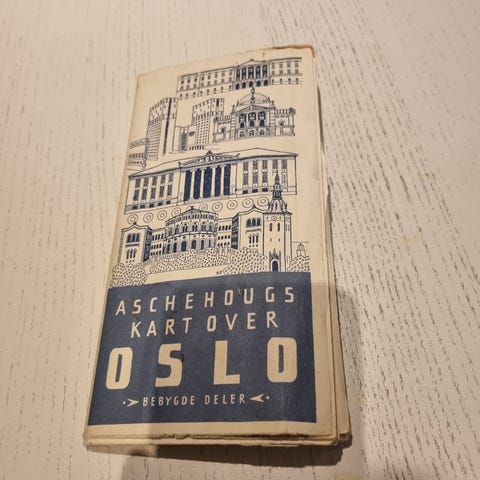 ASCHEHOUGS
KART OVER
OSLO
BEBYGDE DELER